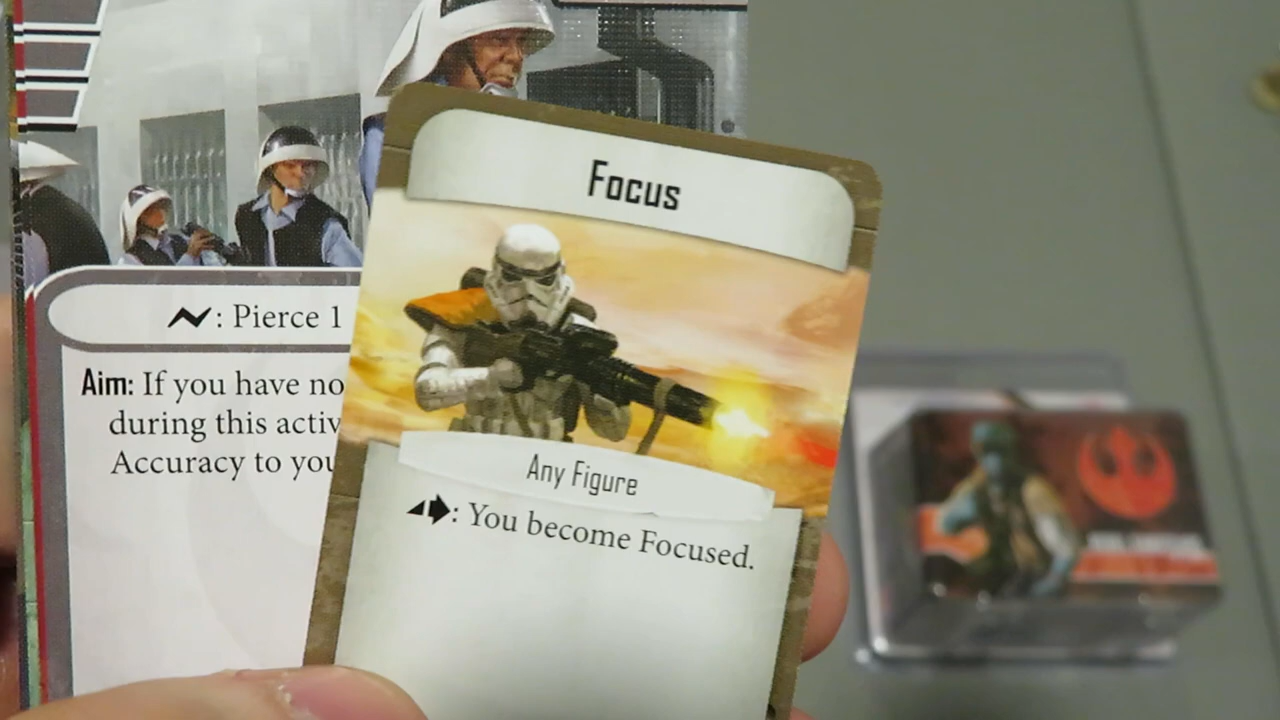 Focus
Any Figure
: You become Focused.
: Pierce 1
Aim: If you have no
during this activ
Accuracy to you